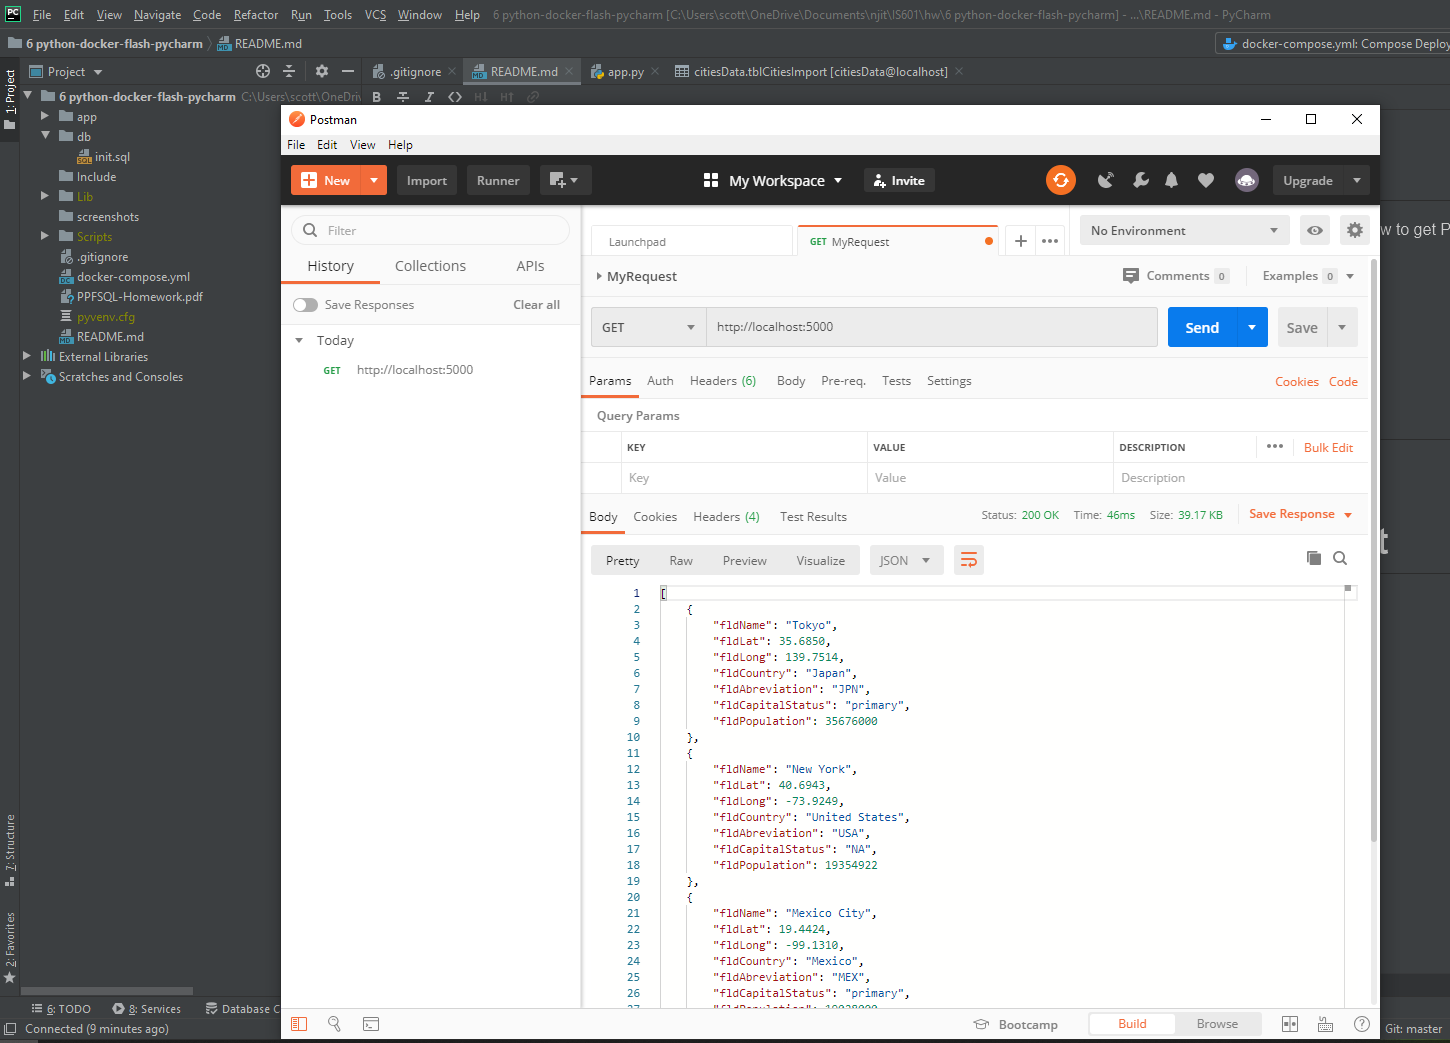 PC File Edit View Navigate Code Refactor Run Tools VCS Window Help 6 python-docker-flash-pycharm [C:\Users\scott\OneDrive\Documents\njit\IS601\hw\6 python-docker-flash-pycharm] - ...\README.md - PyCharm
6 python-docker-flash-pycharm README.md
docker-compose.yml: Compose Deploy
1: Project
Project
.gitignore README.md app.py citiesData.tblCitiesImport [citiesData@localhost]
6 python-docker-flash-pycharm C:\Users\scott\OneDriv
B I <> H↓ H↑
app
db
init.sql
Include
Lib
screenshots
Scripts
.gitignore
docker-compose.yml
PPFSQL-Homework.pdf
pyvenv.cfg
README.md
External Libraries
Scratches and Consoles
7: Structure
2: Favorites
6: TODO 8: Services Database C
Connected (9 minutes ago)
w to get P
t
Git: master
Postman
File Edit View Help
New Import Runner My Workspace Invite Upgrade
Filter
History Collections APIs
Save Responses Clear all
Today
GET http://localhost:5000
Launchpad GET MyRequest + ••• No Environment
MyRequest Comments 0 Examples 0
GET http://localhost:5000 Send Save
Params Auth Headers (6) Body Pre-req. Tests Settings Cookies Code
Query Params
KEY VALUE DESCRIPTION ••• Bulk Edit
Key Value Description
Body Cookies Headers (4) Test Results Status: 200 OK Time: 46ms Size: 39.17 KB Save Response
Pretty Raw Preview Visualize JSON
1 [
2 {
3 "fldName": "Tokyo",
4 "fldLat": 35.6850,
5 "fldLong": 139.7514,
6 "fldCountry": "Japan",
7 "fldAbreviation": "JPN",
8 "fldCapitalStatus": "primary",
9 "fldPopulation": 35676000
10 },
11 {
12 "fldName": "New York",
13 "fldLat": 40.6943,
14 "fldLong": -73.9249,
15 "fldCountry": "United States",
16 "fldAbreviation": "USA",
17 "fldCapitalStatus": "NA",
18 "fldPopulation": 19354922
19 },
20 {
21 "fldName": "Mexico City",
22 "fldLat": 19.4424,
23 "fldLong": -99.1310,
24 "fldCountry": "Mexico",
25 "fldAbreviation": "MEX",
26 "fldCapitalStatus": "primary",
Bootcamp Build Browse